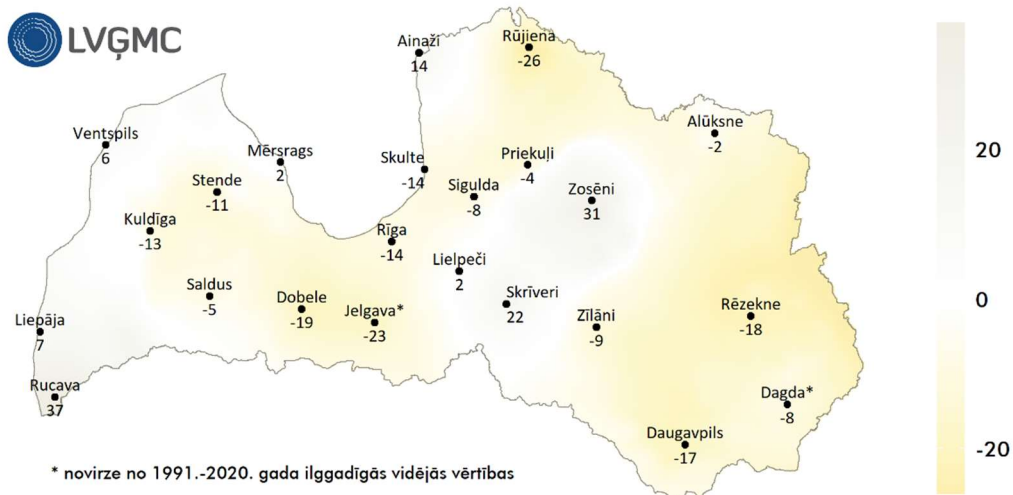 LVĢMC
Ainaži
14
Rūjiena
-26
Ventspils
6
Mērsrags
2
Skulte
-14
Alūksne
-2
Priekuļi
-4
Stende
-11
Sigulda
-8
Zosēni
31
Kuldīga
-13
Rīga
-14
Lielpeči
2
Saldus
-5
Dobele
-19
Jelgava*
-23
Skrīveri
22
Zīlāni
-9
Rēzekne
-18
Liepāja
7
Rucava
37
Dagda*
-8
Daugavpils
-17
20
0
-20
* novirze no 1991.-2020. gada ilggadīgās vidējās vērtības